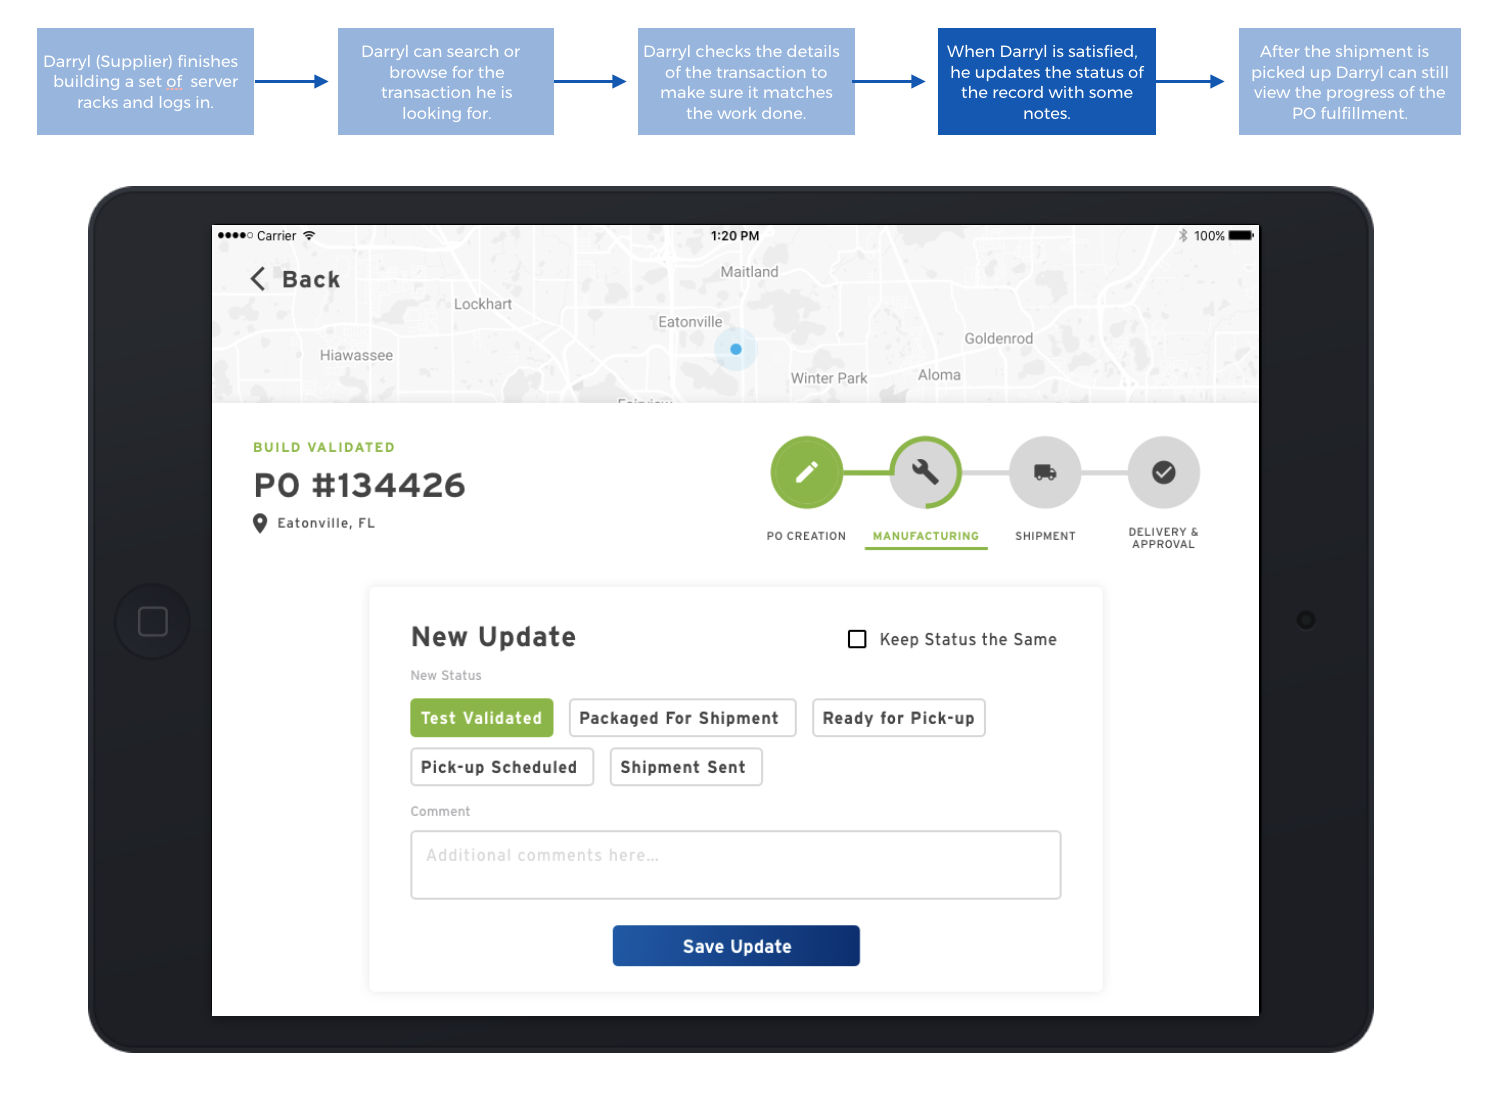 Darryl (Supplier) finishes
building a set of server
racks and logs in.
Darryl can search or
browse for the
transaction he is
looking for.
Darryl checks the details
of the transaction to
make sure it matches
the work done.
When Darryl is satisfied,
he updates the status of
the record with some
notes.
After the shipment is
picked up Darryl can still
view the progress of the
PO fulfillment.
Carrier
1:20 PM
100%
Back
Maitland
Lockhart
Eatonville
Goldenrod
Hiawassee
Winter Park
Aloma
BUILD VALIDATED
PO #134426
Eatonville, FL
PO CREATION
MANUFACTURING
SHIPMENT
DELIVERY &
APPROVAL
New Update
Keep Status the Same
New Status
Test Validated
Packaged For Shipment
Ready for Pick-up
Pick-up Scheduled
Shipment Sent
Comment
Additional comments here...
Save Update